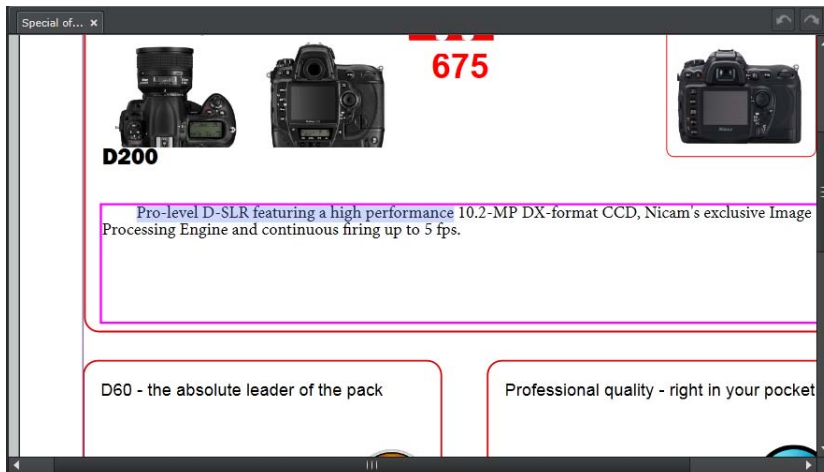 Special of...
675
D200
Pro-level D-SLR featuring a high performance 10.2-MP DX-format CCD, Nicam's exclusive Image
Processing Engine and continuous firing up to 5 fps.
D60 - the absolute leader of the pack
Professional quality - right in your pocket